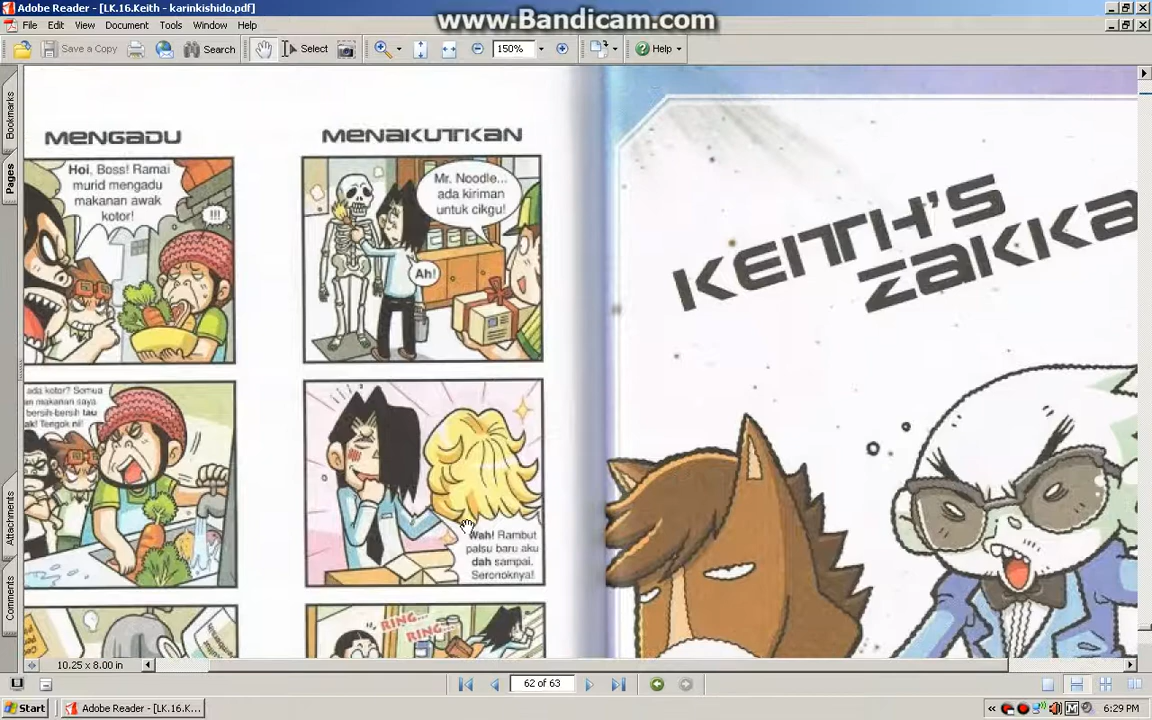 Adobe Reader - [LK.16.Keith - karinkishido.pdf]
www.Bandicam.com
File Edit View Document Tools Window Help
Save a Copy
Search
Select
150%
Help
Bookmarks
Pages
Attachments
Comments
MENGADU
Hoi, Boss! Ramai
murid mengadu
makanan awak
kotor!
!!!
ada kotor? Semua
makanan saya
bersih-bersih tau
Tengok ni!
MENAKUTKAN
Mr. Noodle...
ada kiriman
untuk cikgu!
Ah!
Wah! Rambut
palsu baru aku
dah sampai.
Seronoknya!
RING...
RING...
KEITH'S
ZAKKA
10.25 x 8.00 in
62 of 63
Start
Adobe Reader - [LK.16.K...
6:29 PM